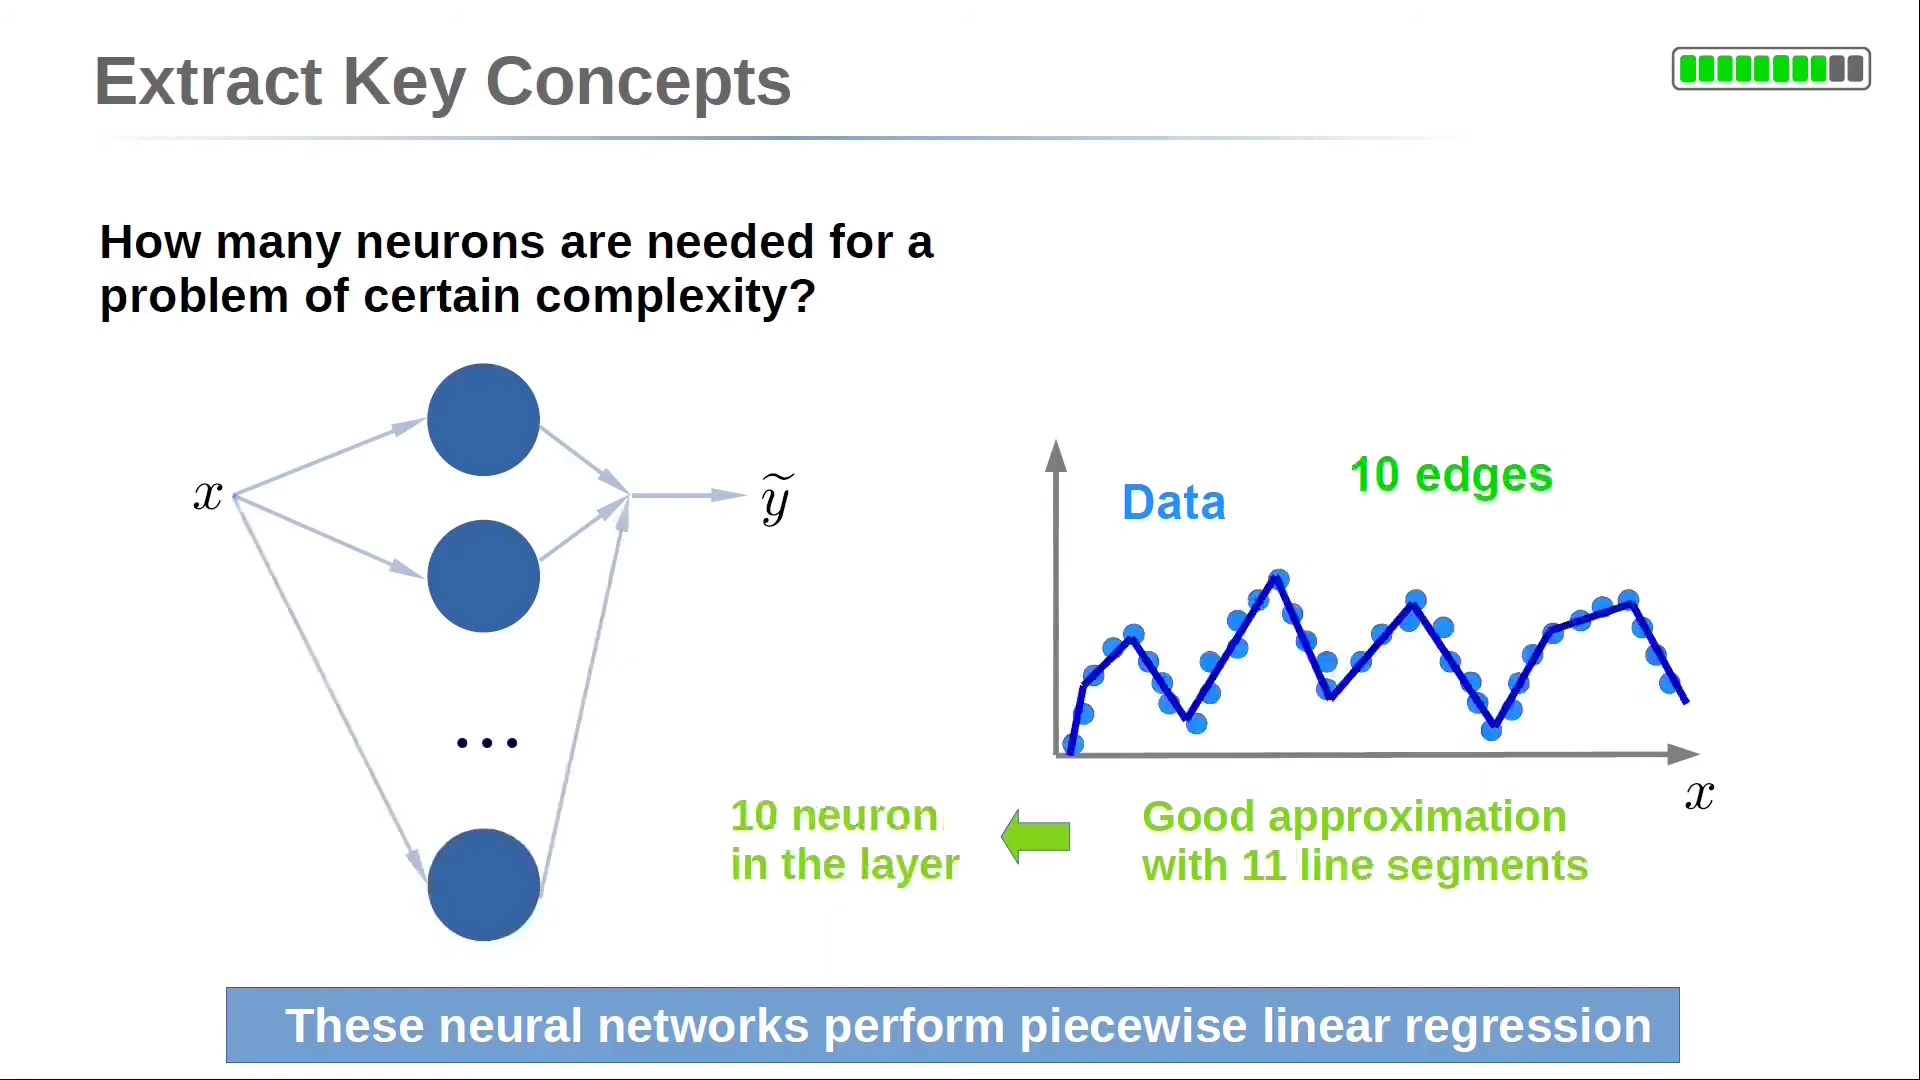 Extract Key Concepts
How many neurons are needed for a
problem of certain complexity?
x
ỹ
...
Data
10 edges
x
10 neuron
in the layer
Good approximation
with 11 line segments
These neural networks perform piecewise linear regression